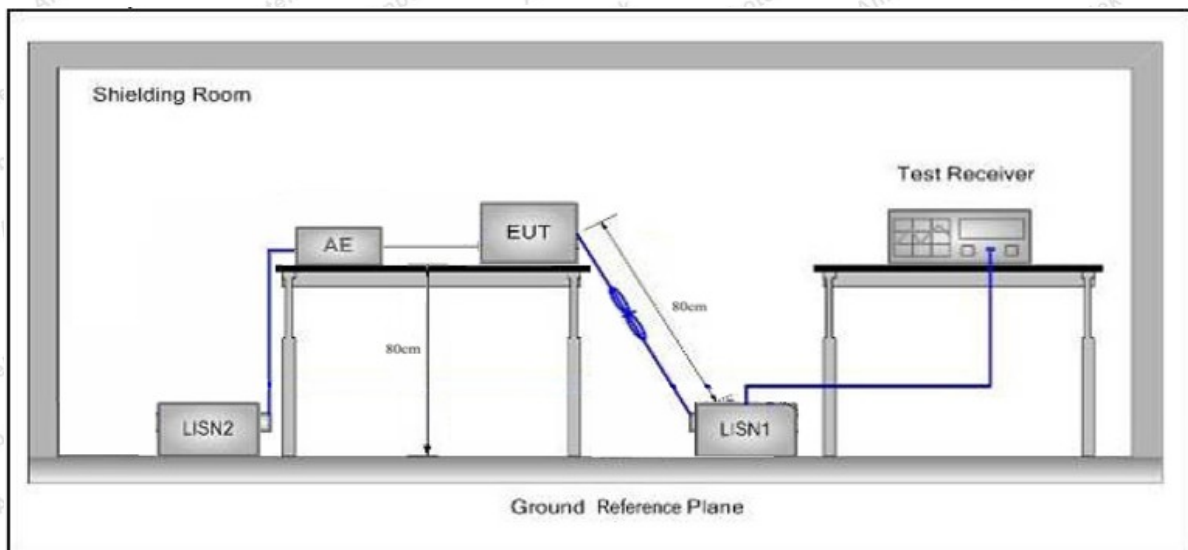 Shielding Room
Test Receiver
AE
EUT
80cm
80cm
LISN2
LISN1
Ground Reference Plane